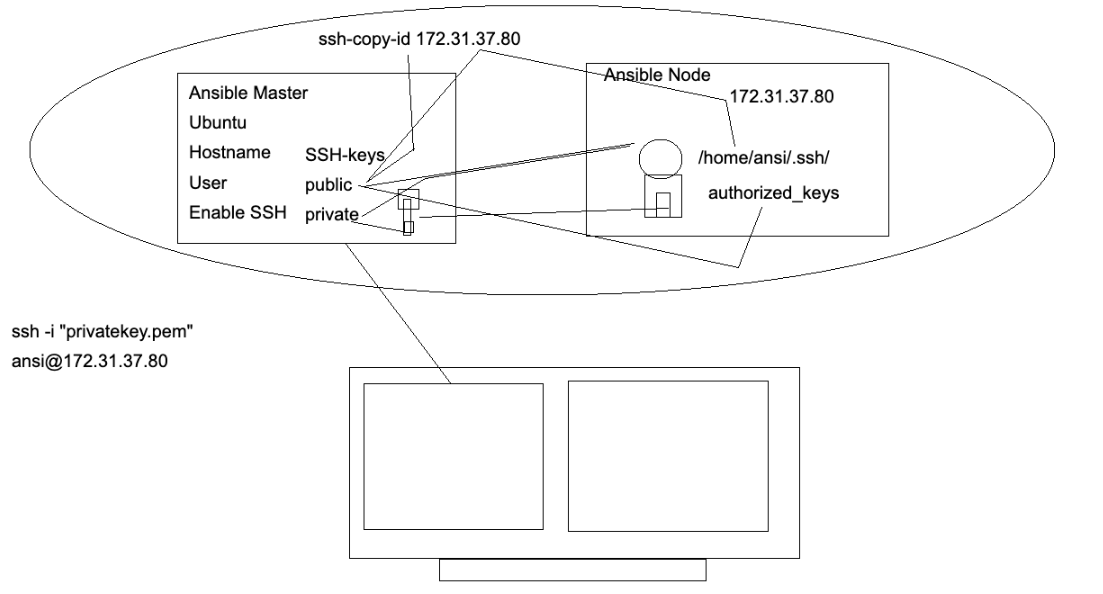 ssh-copy-id 172.31.37.80
Ansible Master
Ubuntu
Hostname
User
Enable SSH
SSH-keys
public
private
Ansible Node
172.31.37.80
/home/ansi/.ssh/
authorized_keys
ssh -i "privatekey.pem"
ansi@172.31.37.80